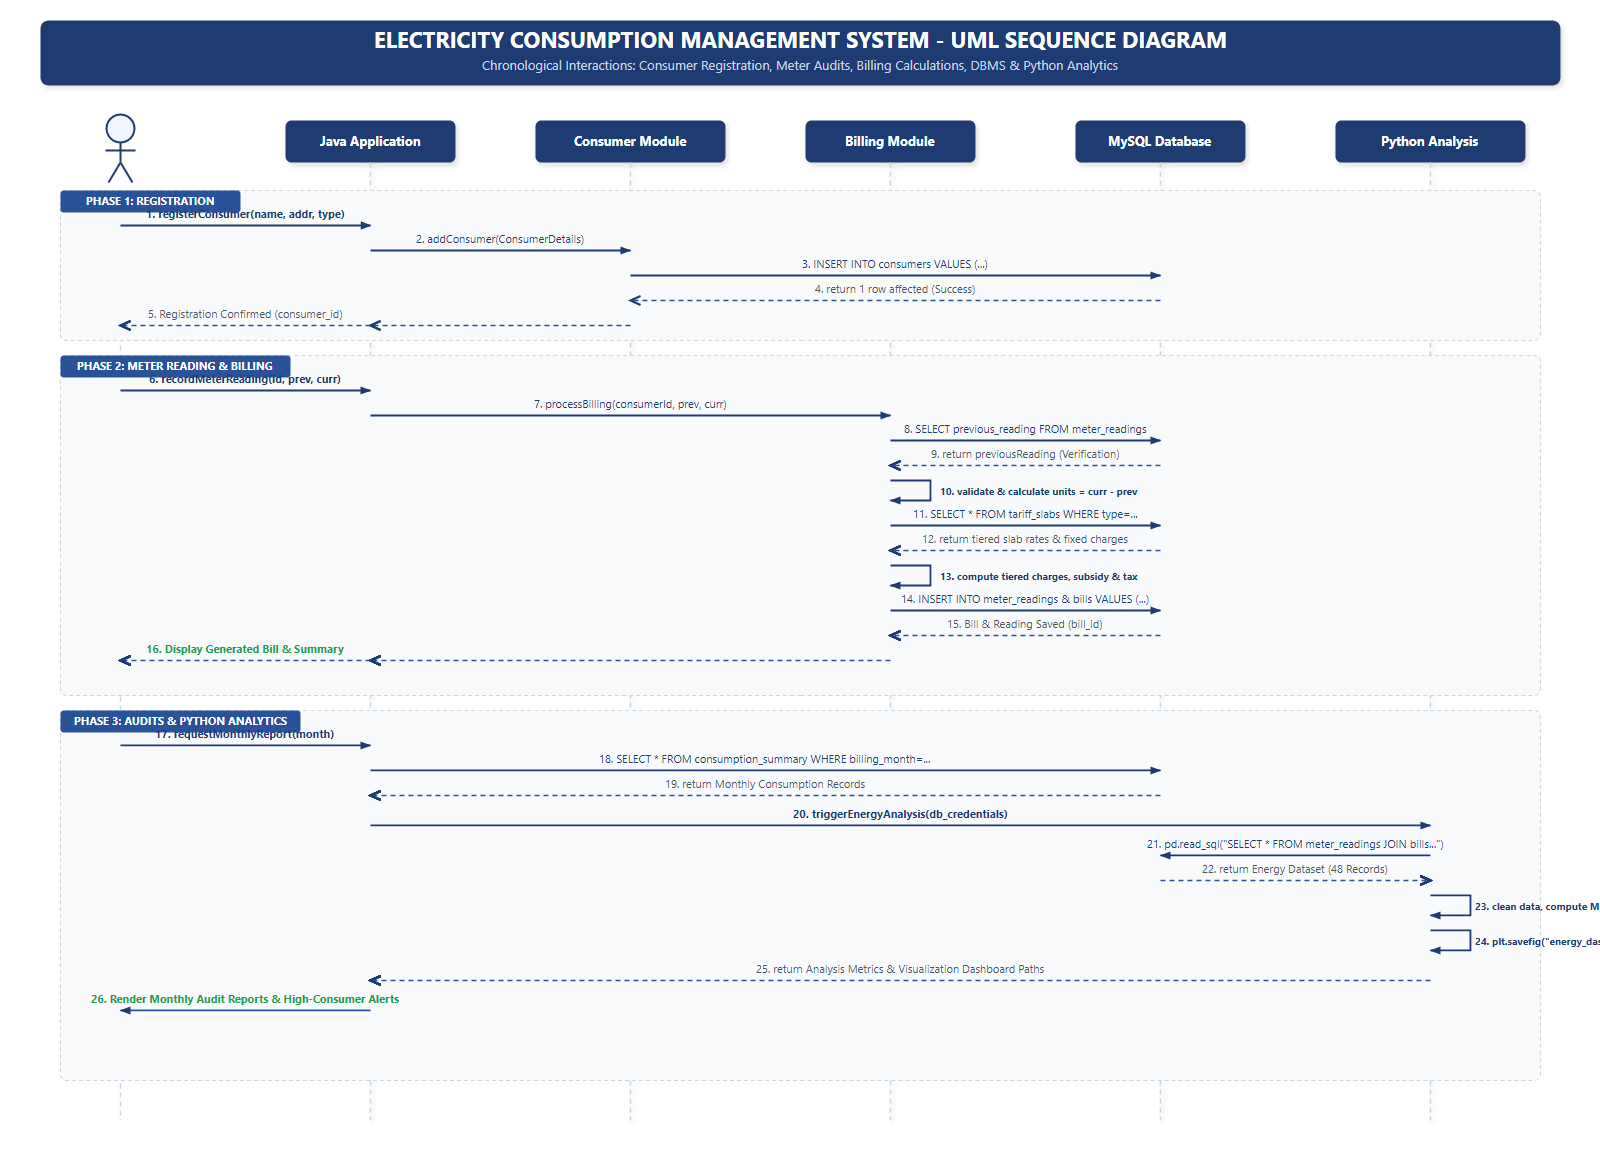 ELECTRICITY CONSUMPTION MANAGEMENT SYSTEM - UML SEQUENCE DIAGRAM
Chronological Interactions: Consumer Registration, Meter Audits, Billing Calculations, DBMS & Python Analytics
Java Application
Consumer Module
Billing Module
MySQL Database
Python Analysis
PHASE 1: REGISTRATION
1. registerConsumer(name, addr, type)
2. addConsumer(ConsumerDetails)
3. INSERT INTO consumers VALUES (...)
4. return 1 row affected (Success)
5. Registration Confirmed (consumer_id)
PHASE 2: METER READING & BILLING
6. recordMeterReading(id, prev, curr)
7. processBilling(consumerId, prev, curr)
8. SELECT previous_reading FROM meter_readings
9. return previousReading (Verification)
10. validate & calculate units = curr - prev
11. SELECT * FROM tariff_slabs WHERE type=...
12. return tiered slab rates & fixed charges
13. compute tiered charges, subsidy & tax
14. INSERT INTO meter_readings & bills VALUES (...)
15. Bill & Reading Saved (bill_id)
16. Display Generated Bill & Summary
PHASE 3: AUDITS & PYTHON ANALYTICS
17. requestMonthlyReport(month)
18. SELECT * FROM consumption_summary WHERE billing_month=...
19. return Monthly Consumption Records
20. triggerEnergyAnalysis(db_credentials)
21. pd.read_sql("SELECT * FROM meter_readings JOIN bills...")
22. return Energy Dataset (48 Records)
23. clean data, compute M
24. plt.savefig("energy_das
25. return Analysis Metrics & Visualization Dashboard Paths
26. Render Monthly Audit Reports & High-Consumer Alerts